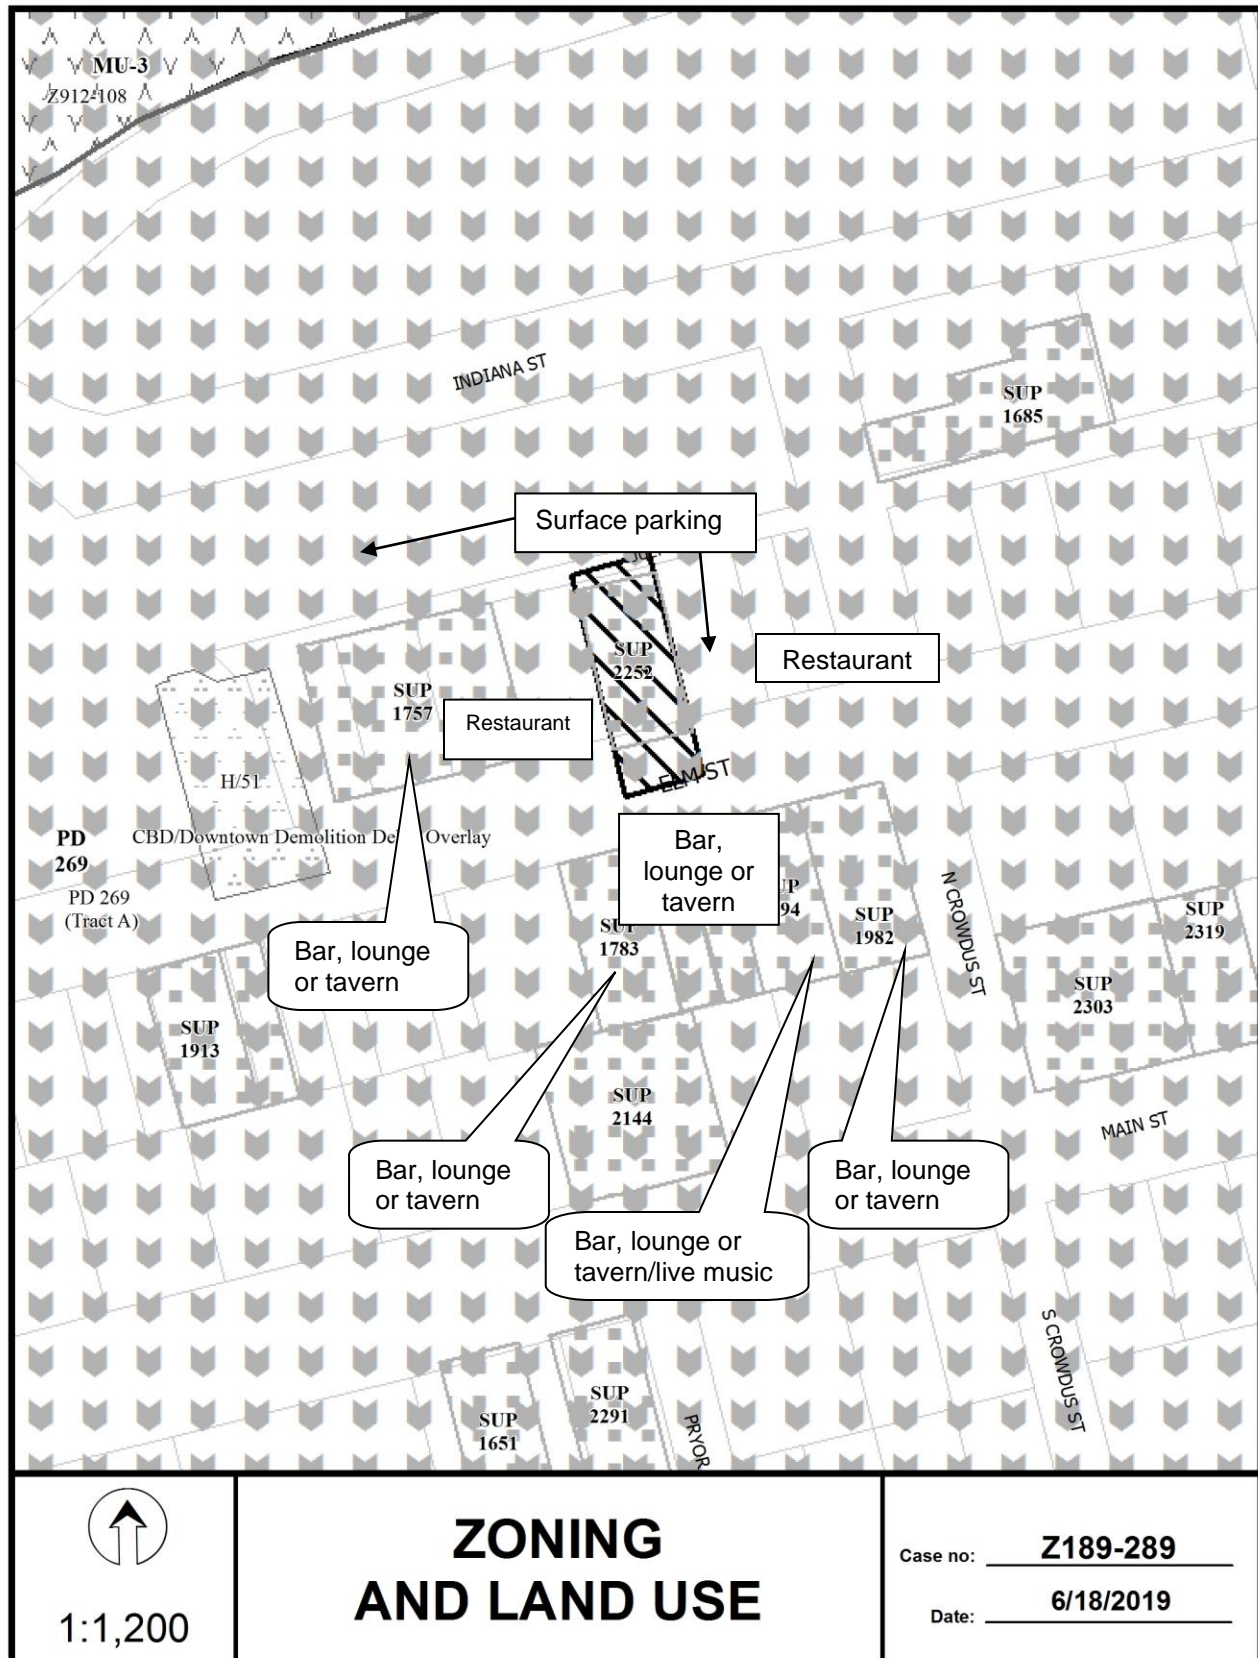 MU-3
Z912-108
INDIANA ST
SUP
1685
Surface parking
SUP
2252
Restaurant
SUP
1757
Restaurant
H/51
ELM ST
PD
269
CBD/Downtown Demolition Overlay
PD 269
(Tract A)
Bar,
lounge or
tavern
94
SUP
1783
SUP
1982
N CROWDUS ST
SUP
2319
Bar, lounge
or tavern
SUP
2303
SUP
1913
SUP
2144
MAIN ST
Bar, lounge
or tavern
Bar, lounge
or tavern
Bar, lounge or
tavern/live music
S CROWDUS ST
SUP
2291
SUP
1651
PRYOR
1:1,200
ZONING
AND LAND USE
Case no: Z189-289
Date: 6/18/2019